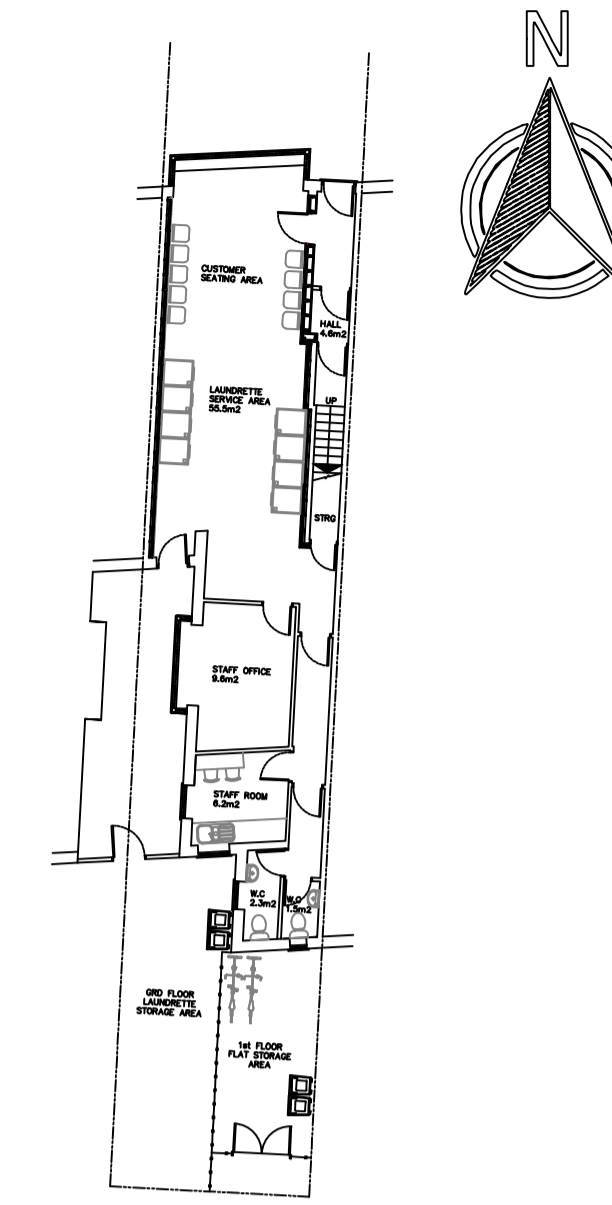 N
CUSTOMER
SEATING AREA
HALL
4.6m2
LAUNDRETTE
SERVICE AREA
55.5m2
UP
STRG
STAFF OFFICE
9.6m2
STAFF ROOM
6.2m2
W.C
2.3m2
W.C
1.5m2
GRD FLOOR
LAUNDRETTE
STORAGE AREA
1st FLOOR
FLAT STORAGE
AREA